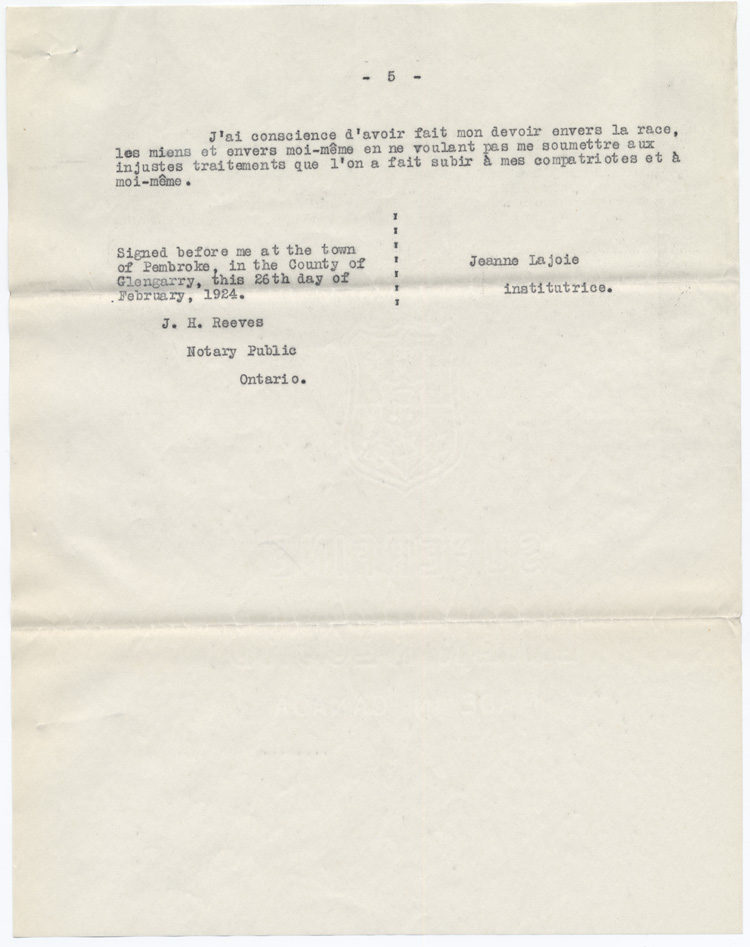 - 5 -
J'ai conscience d'avoir fait mon devoir envers la race,
les miens et envers moi-même en ne voulant pas me soumettre aux
injustes traitements que l'on a fait subir à mes compatriotes et à
moi-même.
Signed before me at the town
of Pembroke, in the County of
Glengarry, this 26th day of
February, 1924.
J. H. Reeves
Notary Public
Ontario.
Jeanne Lajoie
institutrice.